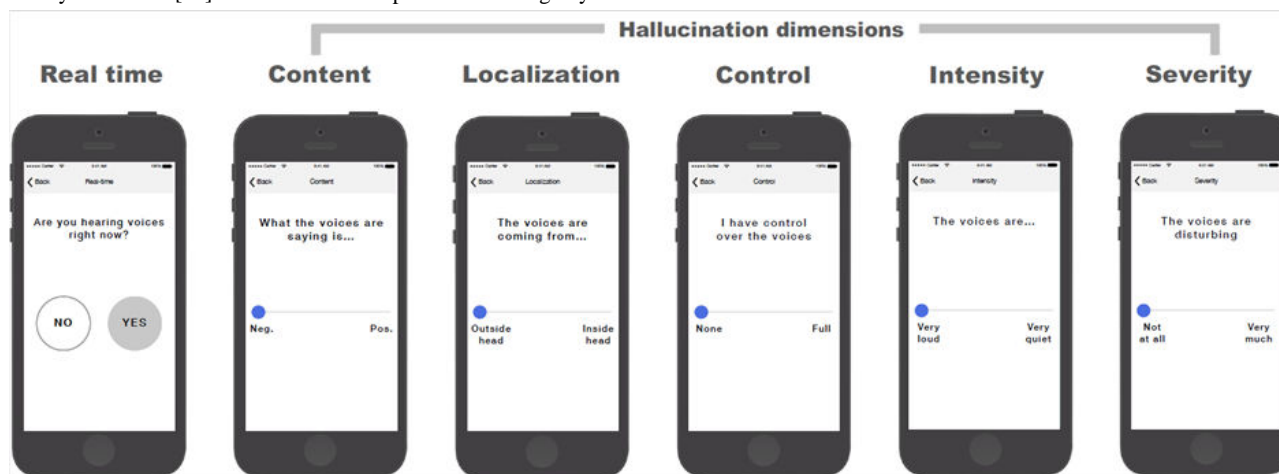 Hallucination dimensions
Real time
Content
Localization
Control
Intensity
Severity
Back
Real-time
Are you hearing voices
right now?
NO
YES
Back
Content
What the voices are
saying is...
Neg.
Pos.
Back
Localization
The voices are
coming from...
Outside
head
Inside
head
Back
Control
I have control
over the voices
None
Full
Back
Intensity
The voices are...
Very
loud
Very
quiet
Back
Severity
The voices are
disturbing
Not
at all
Very
much